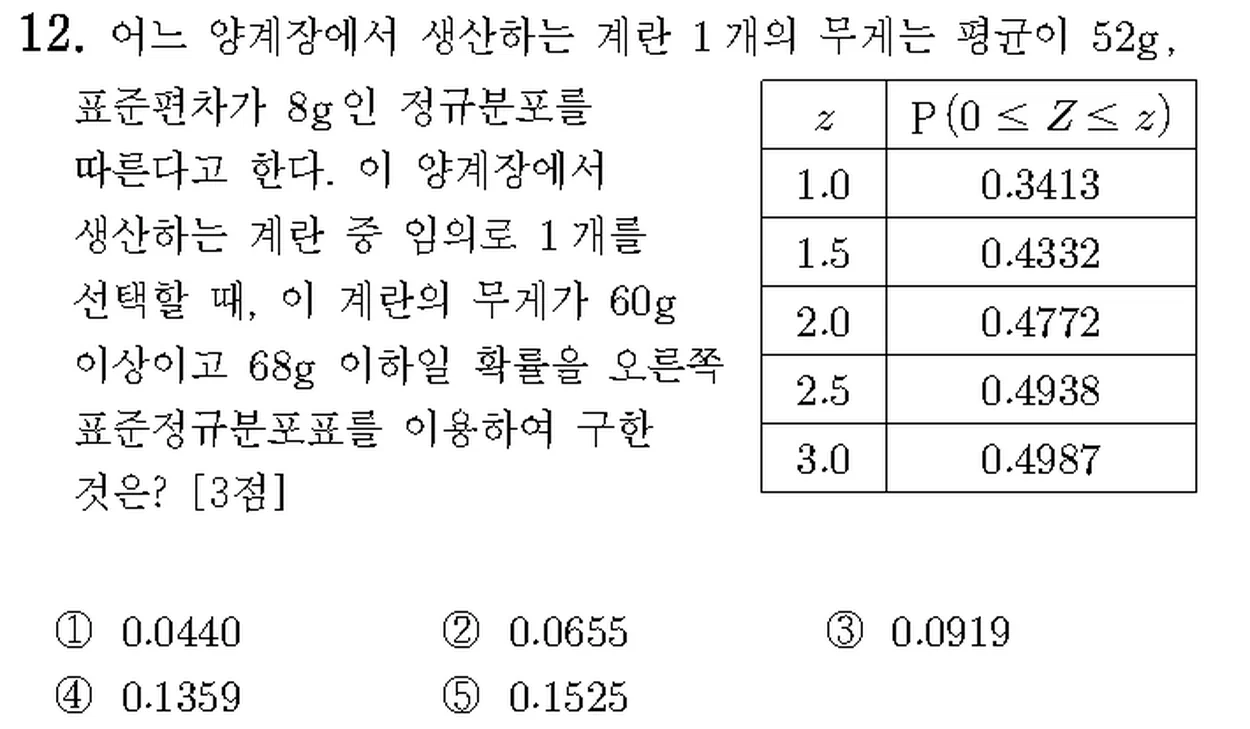 12. 어느 양계장에서 생산하는 계란 1개의 무게는 평균이 52g,
표준편차가 8g인 정규분포를
따른다고 한다. 이 양계장에서
생산하는 계란 중 임의로 1개를
선택할 때, 이 계란의 무게가 60g
이상이고 68g 이하일 확률을 오른쪽
표준정규분포표를 이용하여 구한
것은? [3점]
z P(0 ≤ Z ≤ z)
1.0 0.3413
1.5 0.4332
2.0 0.4772
2.5 0.4938
3.0 0.4987
① 0.0440 ② 0.0655 ③ 0.0919
④ 0.1359 ⑤ 0.1525